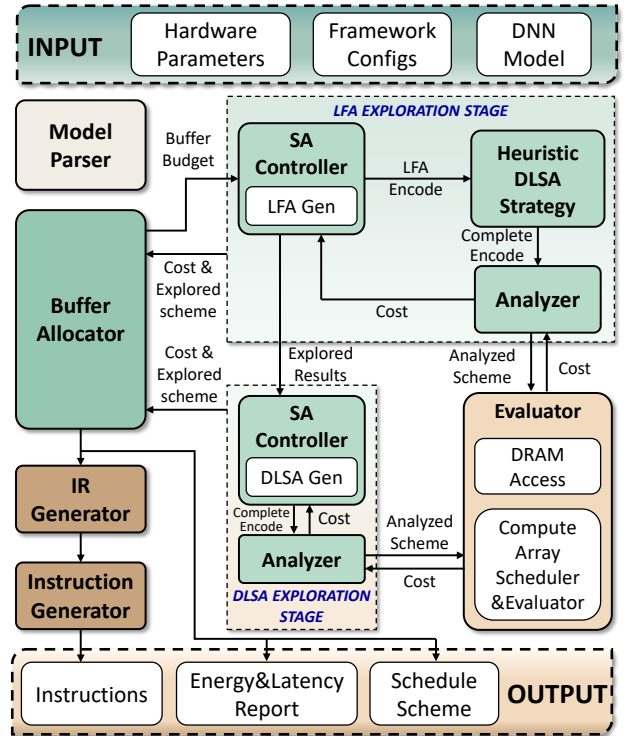 INPUT
Hardware
Parameters
Framework
Configs
DNN
Model
Model
Parser
Buffer
Budget
LFA EXPLORATION STAGE
SA
Controller
LFA Gen
LFA
Encode
Heuristic
DLSA
Strategy
Complete
Encode
Analyzer
Cost
Cost &
Explored
scheme
Buffer
Allocator
Cost &
Explored
scheme
Explored
Results
Analyzed
Scheme
Cost
SA
Controller
DLSA Gen
Complete
Encode
Cost
Analyzer
DLSA EXPLORATION
STAGE
Analyzed
Scheme
Cost
Evaluator
DRAM
Access
Compute
Array
Scheduler
&Evaluator
IR
Generator
Instruction
Generator
Instructions
Energy&Latency
Report
Schedule
Scheme
OUTPUT